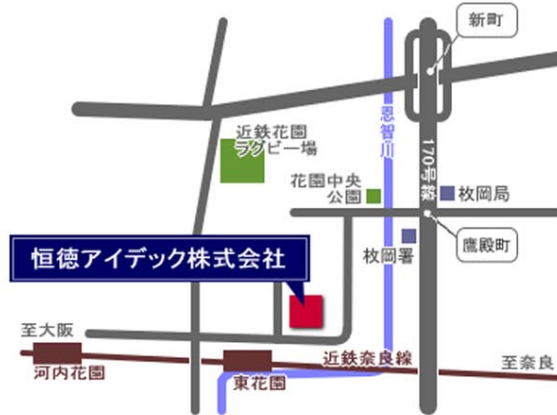 新町
恩智川
170号線
近鉄花園
ラグビー場
花園中央
公園
枚岡局
枚岡署
鷹殿町
恒徳アイデック株式会社
至大阪
河内花園
東花園
近鉄奈良線
至奈良